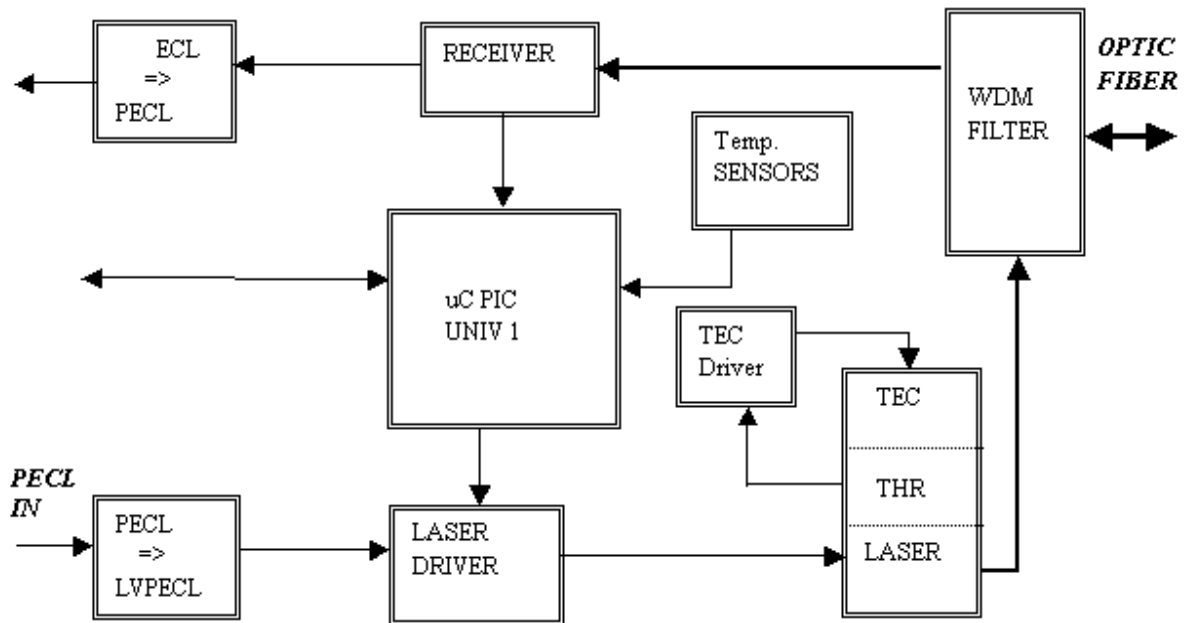 ECL
=>
PECL
RECEIVER
WDM
FILTER
OPTIC
FIBER
Temp.
SENSORS
uC PIC
UNIV 1
TEC
Driver
TEC
THR
LASER
PECL
IN
PECL
=>
LVPECL
LASER
DRIVER